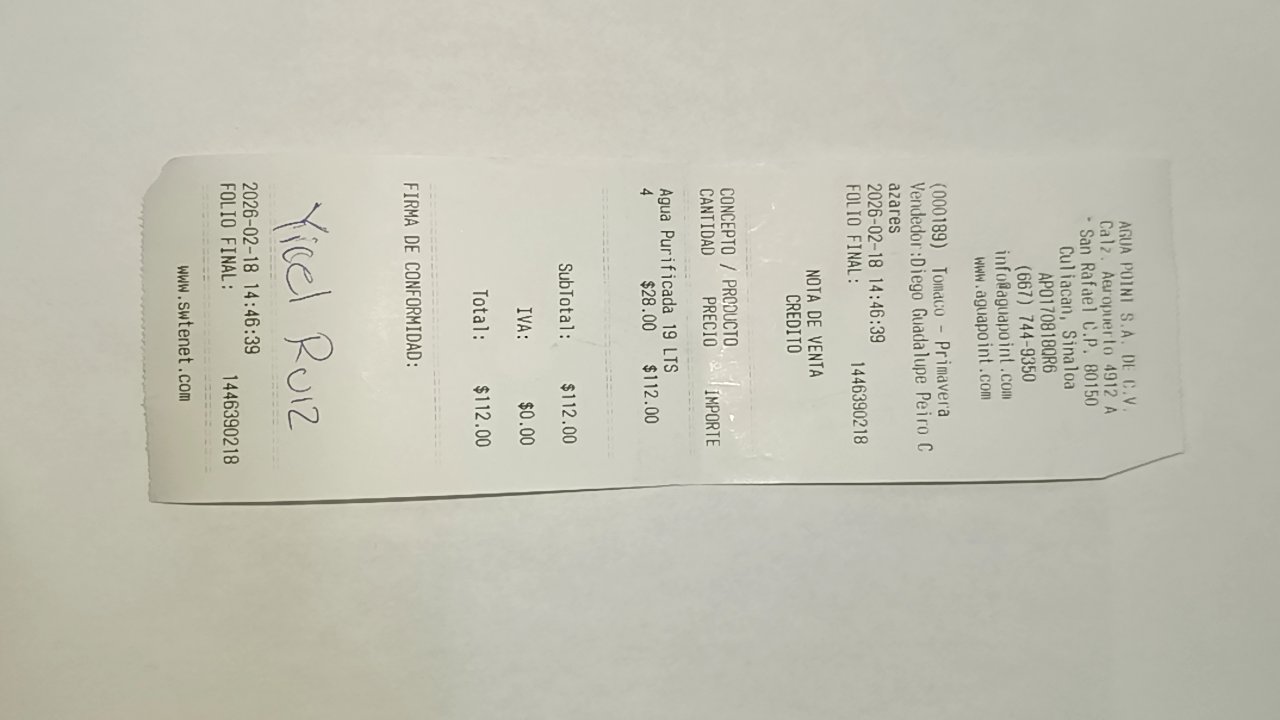 AGUA POINT S.A. DE C.V.
Calz. Aeropuerto 4912 A
- San Rafael C.P. 80150
Culiacan, Sinaloa
APO170818QR6
(667) 744-9350
info@aguapoint.com
www.aguapoint.com
(000189) Tomaco - Primavera
Vendedor:Diego Guadalupe Peiro C
azares
2026-02-18 14:46:39
FOLIO FINAL: 1446390218
NOTA DE VENTA
CREDITO
CONCEPTO / PRODUCTO
CANTIDAD PRECIO IMPORTE
Agua Purificada 19 LTS
4 $28.00 $112.00
SubTotal: $112.00
IVA: $0.00
Total: $112.00
FIRMA DE CONFORMIDAD:
Yicel Ruiz
2026-02-18 14:46:39
FOLIO FINAL: 1446390218
www.swtenet.com